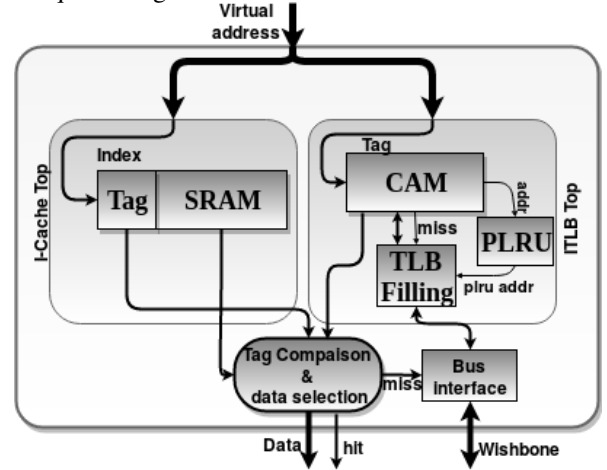 Virtual
address
I-Cache Top
Index
Tag
SRAM
Tag
CAM
addr
miss
PLRU
TLB
Filling
plru addr
ITLB Top
Tag Compaison
&
data selection
miss
Bus
interface
Data
hit
Wishbone